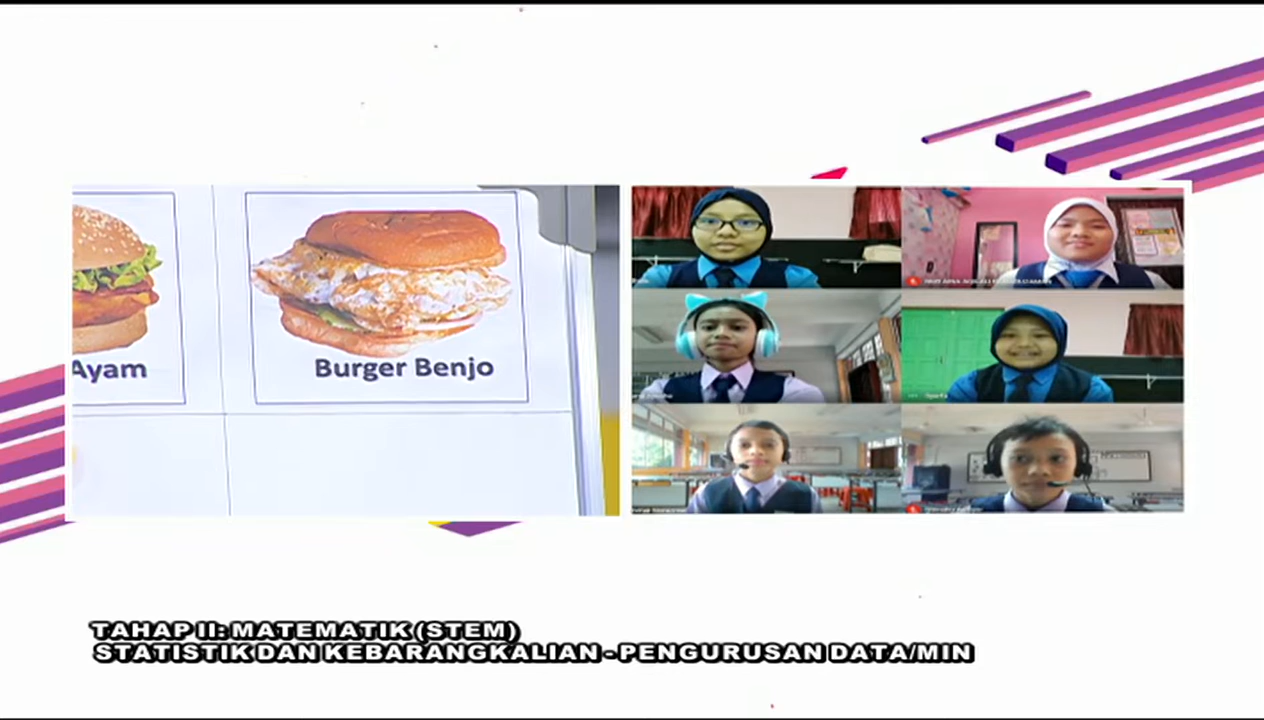 Ayam
Burger Benjo
TAHAP II: MATEMATIK (STEM)
STATISTIK DAN KEBARANGKALIAN - PENGURUSAN DATA/MIN